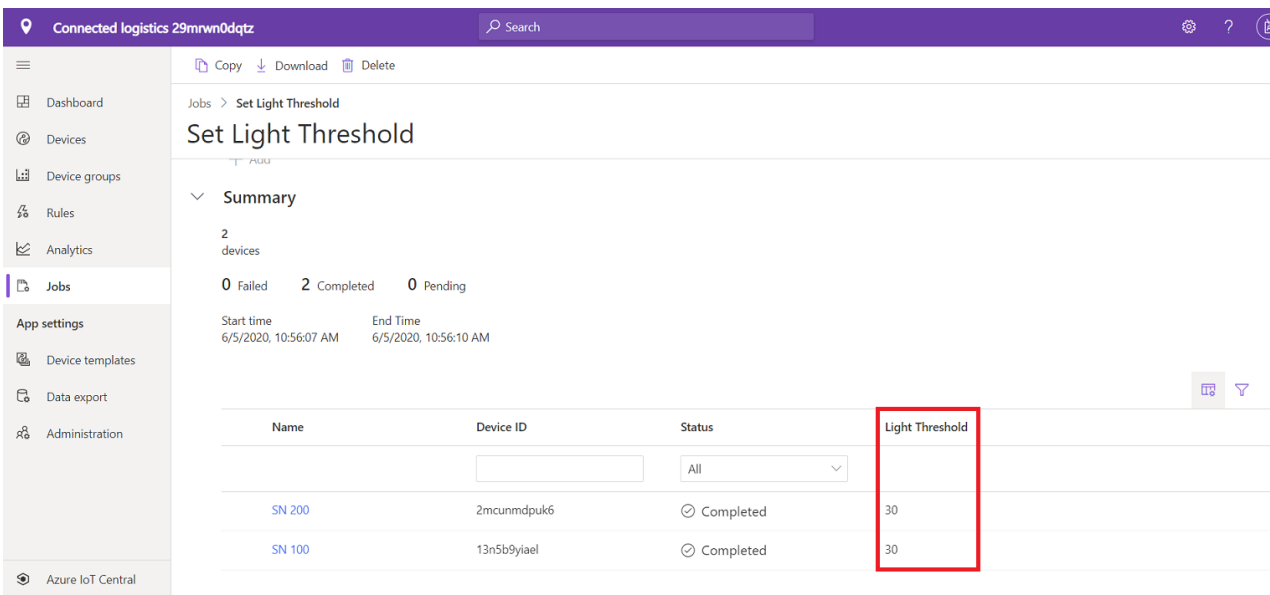 Connected logistics 29mrwn0dqtz
Search
?
Copy Download Delete
Dashboard
Devices
Device groups
Rules
Analytics
Jobs
App settings
Device templates
Data export
Administration
Azure IoT Central
Jobs > Set Light Threshold
Set Light Threshold
Add
Summary
2
devices
0 Failed 2 Completed 0 Pending
Start time End Time
6/5/2020, 10:56:07 AM 6/5/2020, 10:56:10 AM
Name Device ID Status Light Threshold
All
SN 200 2mcunmdpuk6 Completed 30
SN 100 13n5b9yiael Completed 30